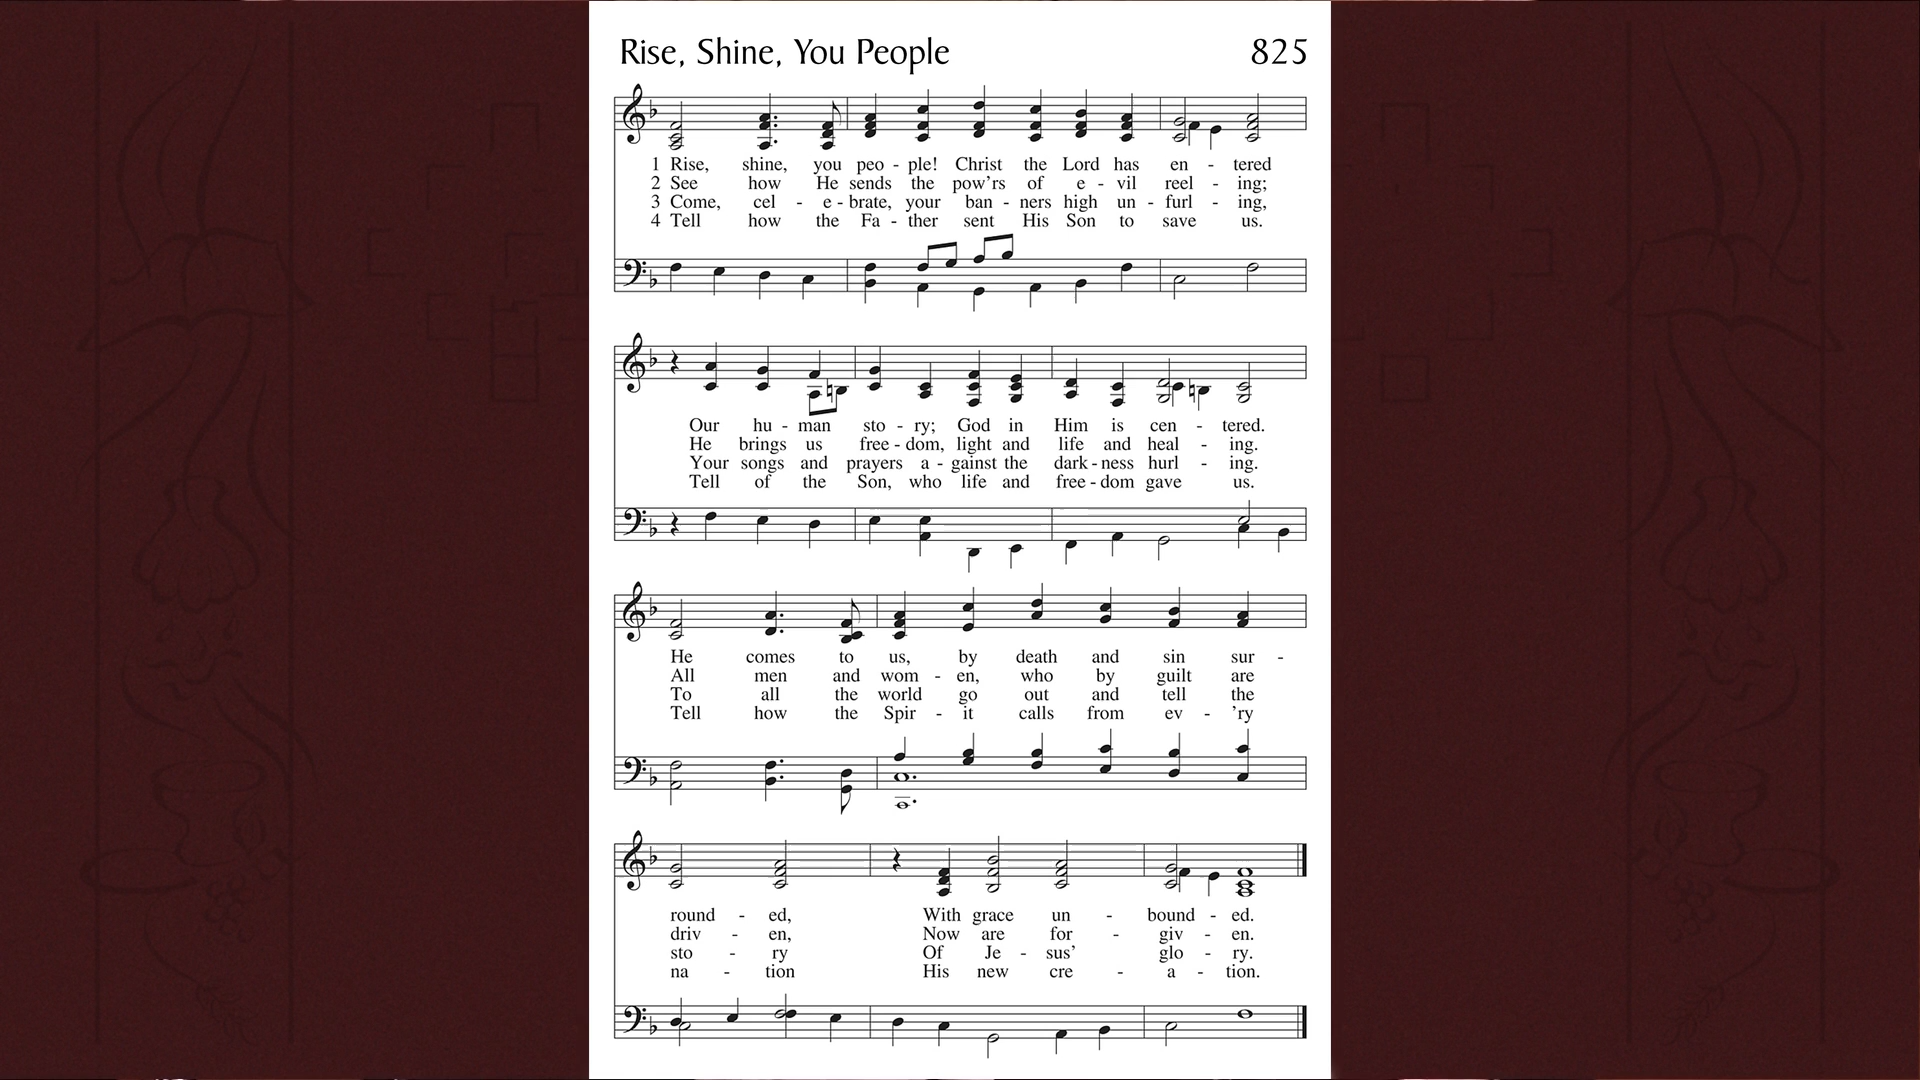 Rise, Shine, You People 825
1 Rise, shine, you peo - ple! Christ the Lord has en - tered
2 See how He sends the pow’rs of e - vil reel - ing;
3 Come, cel - e - brate, your ban - ners high un - furl - ing,
4 Tell how the Fa - ther sent His Son to save us.
Our hu - man sto - ry; God in Him is cen - tered.
He brings us free - dom, light and life and heal - ing.
Your songs and prayers a - gainst the dark - ness hurl - ing.
Tell of the Son, who life and free - dom gave us.
He comes to us, by death and sin sur -
All men and wom - en, who by guilt are
To all the world go out and tell the
Tell how the Spir - it calls from ev - ’ry
round - ed, With grace un - bound - ed.
driv - en, Now are for - giv - en.
sto - ry Of Je - sus’ glo - ry.
na - tion His new cre - a - tion.